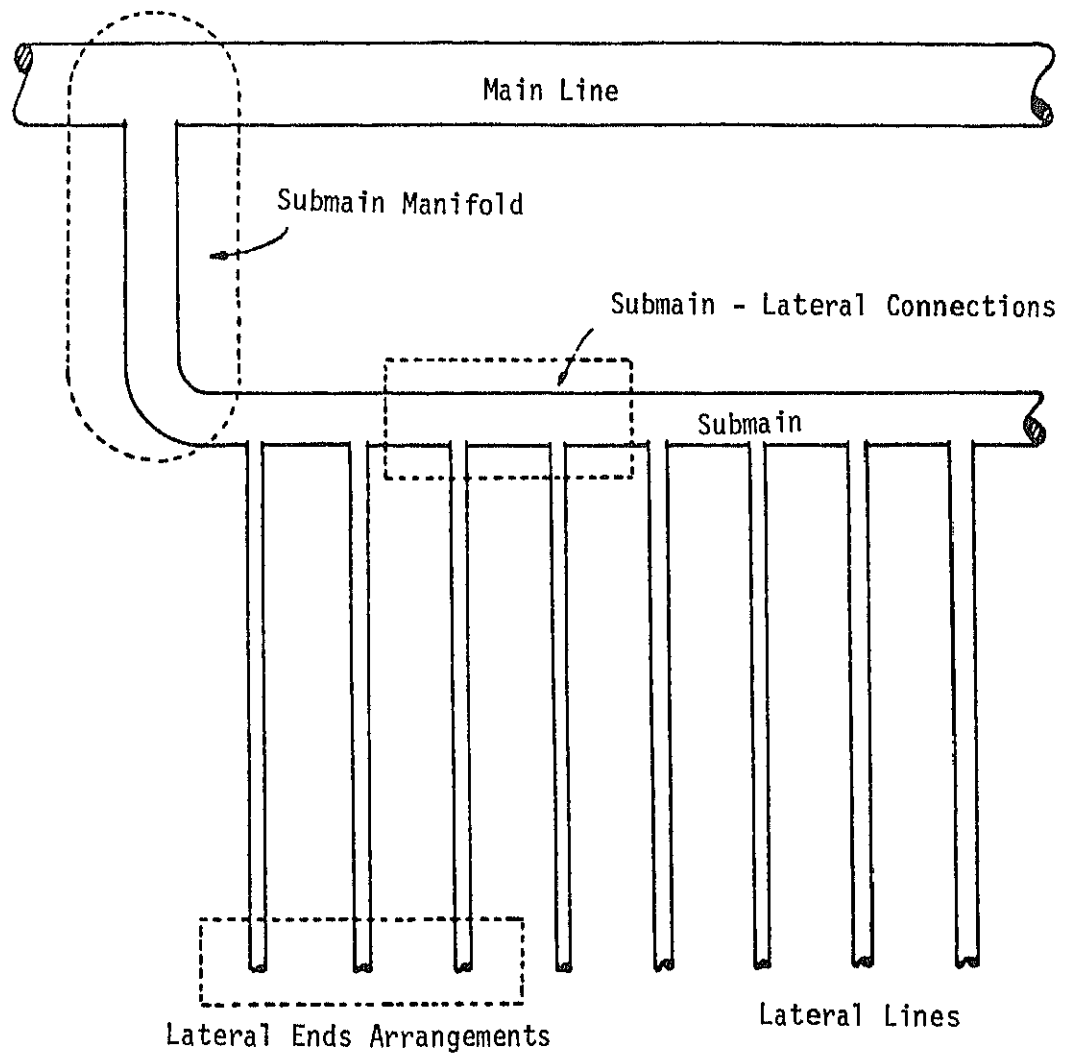 Main Line
Submain Manifold
Submain - Lateral Connections
Submain
Lateral Lines
Lateral Ends Arrangements